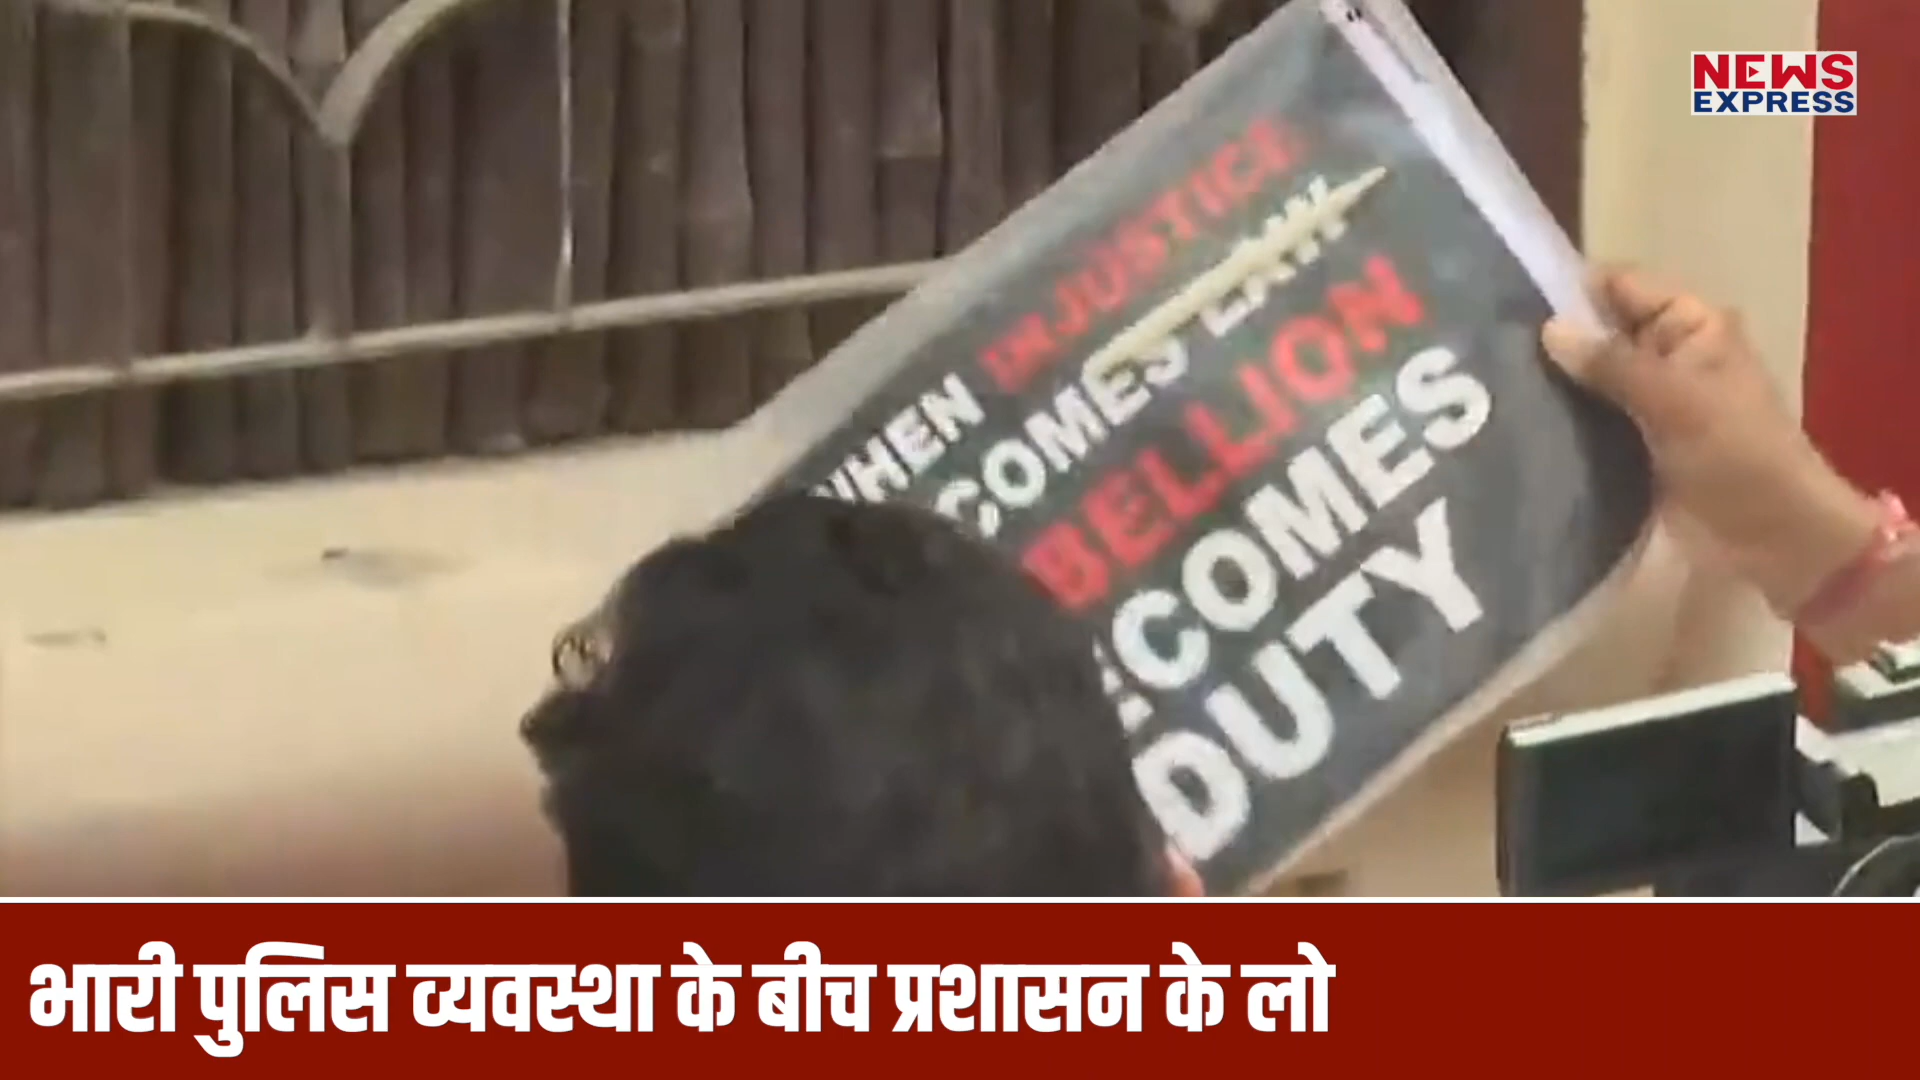 NEWS
EXPRESS
WHEN INJUSTICE
COMES LAW
BELLION
COMES
DUTY
भारी पुलिस व्यवस्था के बीच प्रशासन के लो